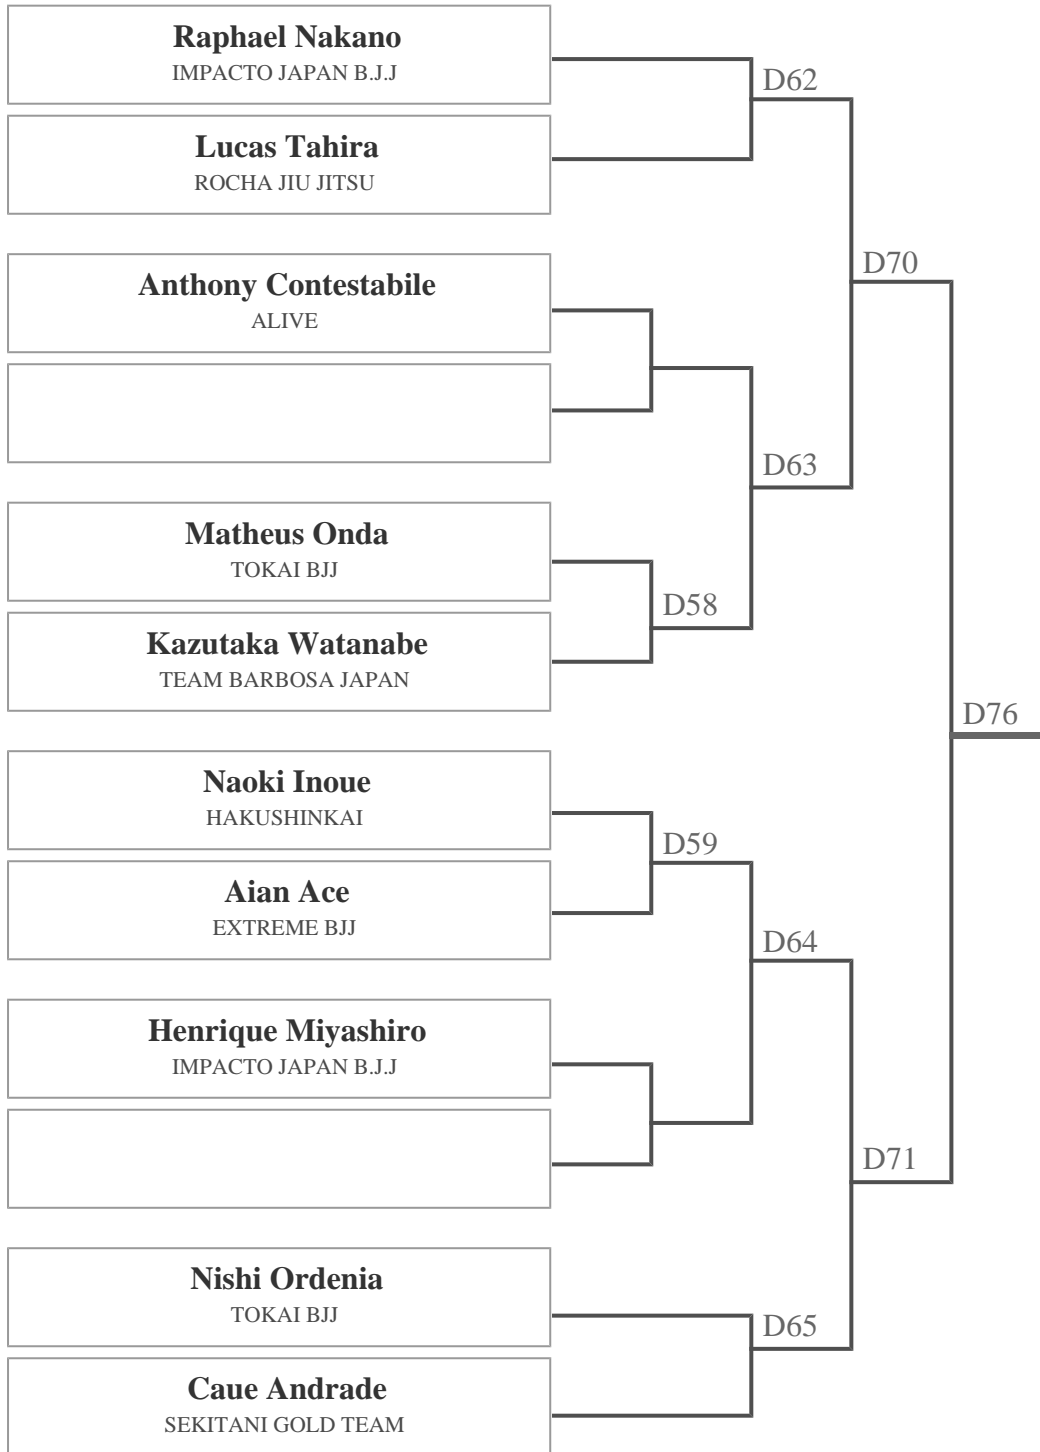 Raphael Nakano
IMPACTO JAPAN B.J.J
D62
Lucas Tahira
ROCHA JIU JITSU
D70
Anthony Contestabile
ALIVE
D63
Matheus Onda
TOKAI BJJ
D58
Kazutaka Watanabe
TEAM BARBOSA JAPAN
D76
Naoki Inoue
HAKUSHINKAI
D59
Aian Ace
EXTREME BJJ
D64
Henrique Miyashiro
IMPACTO JAPAN B.J.J
D71
Nishi Ordenia
TOKAI BJJ
D65
Caue Andrade
SEKITANI GOLD TEAM